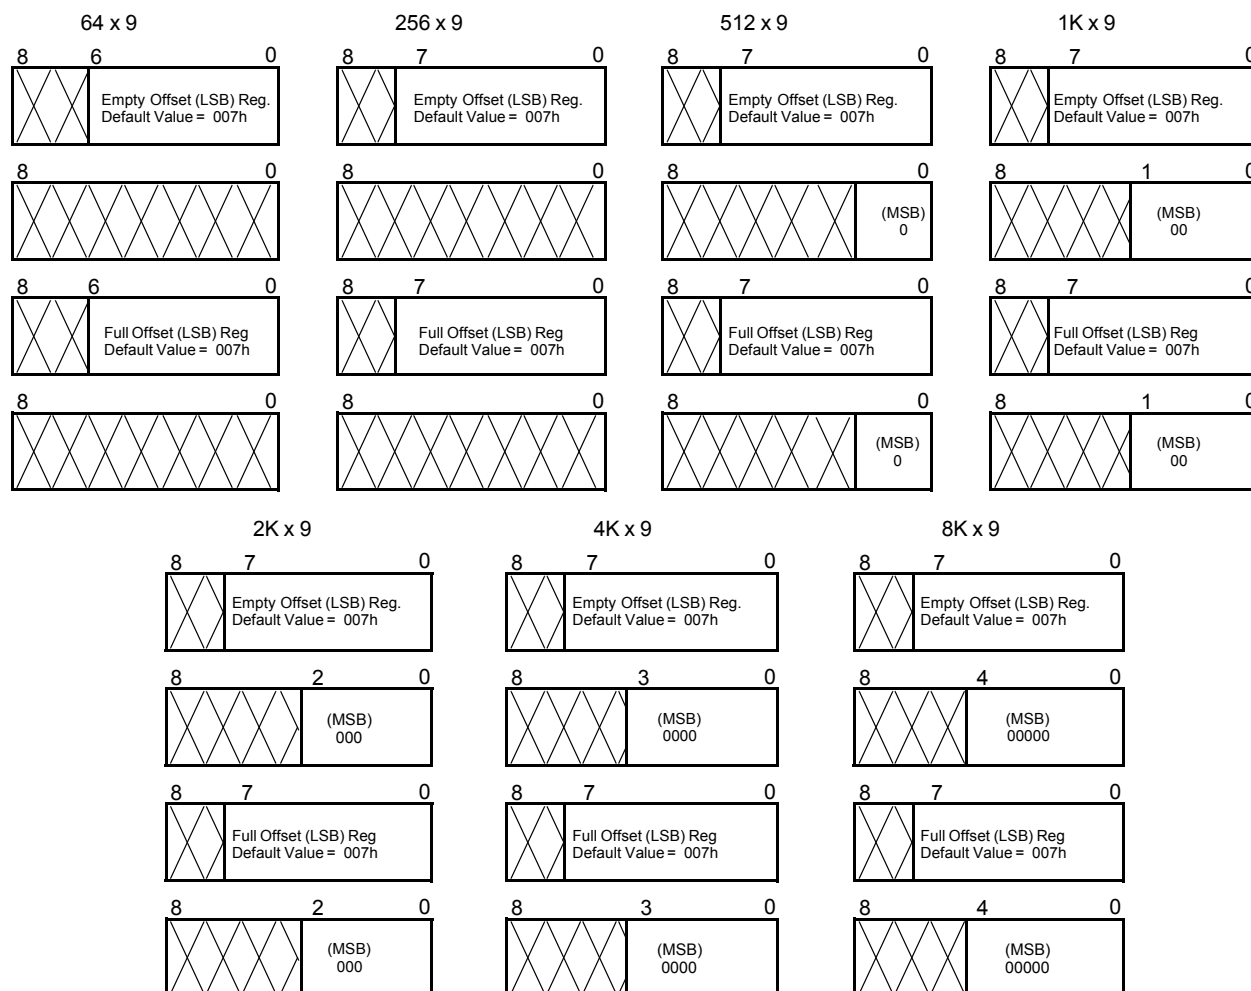 64 x 9 256 x 9 512 x 9 1K x 9
8 6 0 8 7 0 8 7 0 8 7 0
Empty Offset (LSB) Reg. Empty Offset (LSB) Reg. Empty Offset (LSB) Reg. Empty Offset (LSB) Reg.
Default Value = 007h Default Value = 007h Default Value = 007h Default Value = 007h
8 0 8 0 8 0 8 1 0
(MSB) (MSB)
0 00
8 6 0 8 7 0 8 7 0 8 7 0
Full Offset (LSB) Reg Full Offset (LSB) Reg Full Offset (LSB) Reg Full Offset (LSB) Reg
Default Value = 007h Default Value = 007h Default Value = 007h Default Value = 007h
8 0 8 0 8 0 8 1 0
(MSB) (MSB)
0 00
2K x 9 4K x 9 8K x 9
8 7 0 8 7 0 8 7 0
Empty Offset (LSB) Reg. Empty Offset (LSB) Reg. Empty Offset (LSB) Reg.
Default Value = 007h Default Value = 007h Default Value = 007h
8 2 0 8 3 0 8 4 0
(MSB) (MSB) (MSB)
000 0000 00000
8 7 0 8 7 0 8 7 0
Full Offset (LSB) Reg Full Offset (LSB) Reg Full Offset (LSB) Reg
Default Value = 007h Default Value = 007h Default Value = 007h
8 2 0 8 3 0 8 4 0
(MSB) (MSB) (MSB)
000 0000 00000